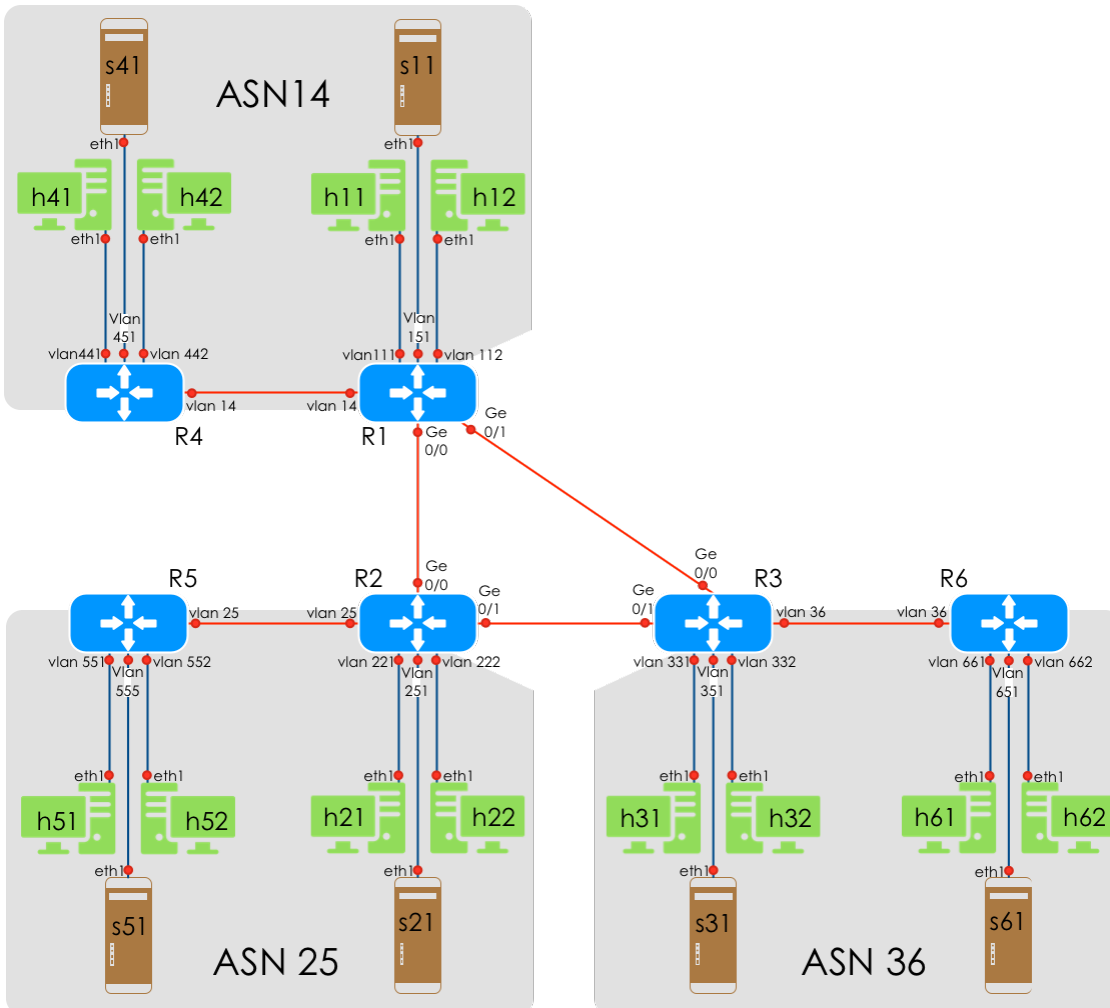 s41
s11
ASN14
eth1
eth1
h41
h42
h11
h12
eth1
eth1
eth1
eth1
Vlan
451
Vlan
151
vlan441
vlan 442
vlan111
vlan 112
vlan 14
vlan 14
R4
R1
Ge
0/0
Ge
0/1
Ge
0/0
Ge
0/0
R5
R2
Ge
0/1
Ge
0/1
R3
R6
vlan 25
vlan 25
vlan 36
vlan 36
vlan 551
vlan 552
Vlan
555
vlan 221
vlan 222
Vlan
251
vlan 331
vlan 332
Vlan
351
vlan 661
vlan 662
Vlan
651
eth1
eth1
eth1
eth1
eth1
eth1
eth1
eth1
h51
h52
h21
h22
h31
h32
h61
h62
eth1
eth1
eth1
eth1
s51
s21
s31
s61
ASN 25
ASN 36